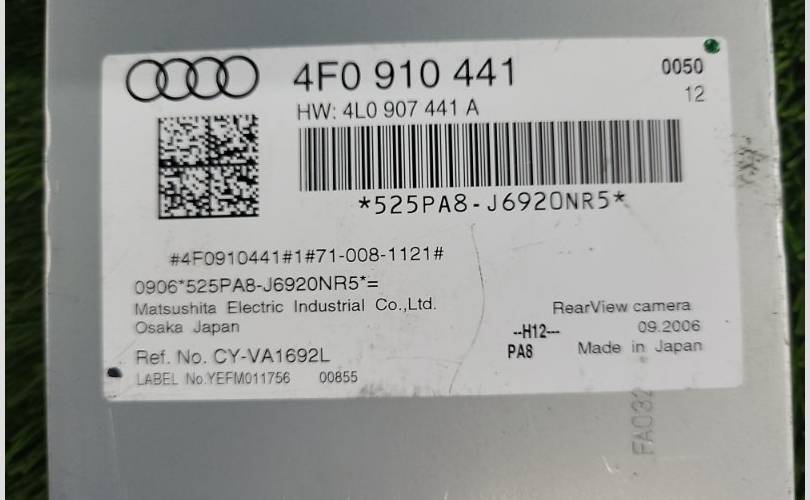 4F0 910 441
0050
HW: 4L0 907 441 A
12
*525PA8-J6920NR5*
#4F0910441#1#71-008-1121#
0906*525PA8-J6920NR5*=
Matsushita Electric Industrial Co.,Ltd.
Osaka Japan
RearView camera
--H12--- 09.2006
PA8 Made in Japan
Ref. No. CY-VA1692L
LABEL No.YEFM011756 00855
FA032